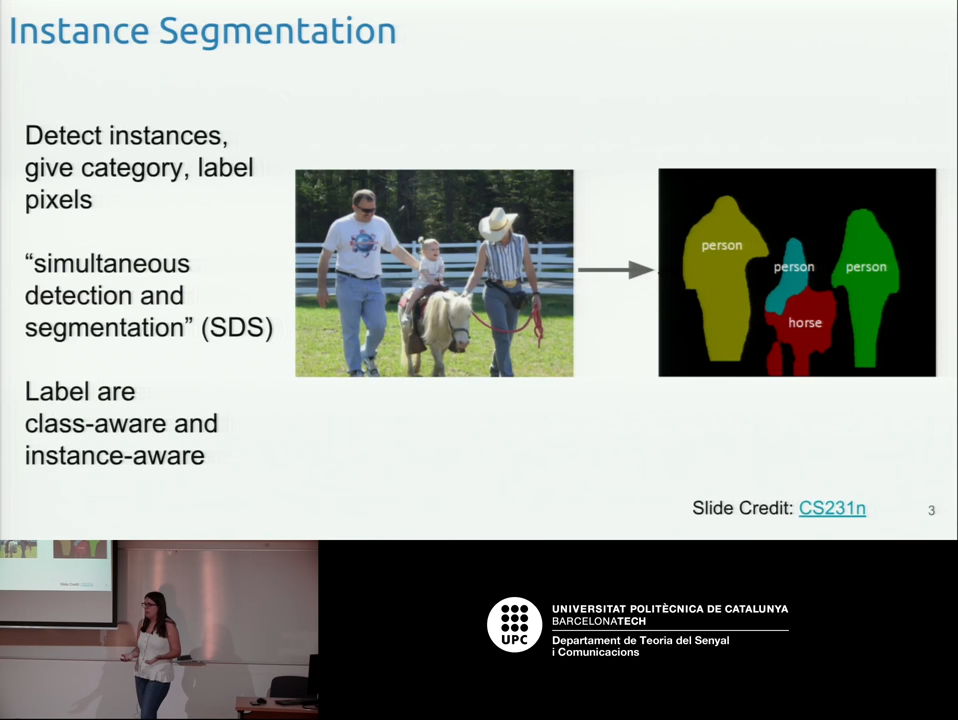 Instance Segmentation
Detect instances,
give category, label
pixels
“simultaneous
detection and
segmentation” (SDS)
Label are
class-aware and
instance-aware
person
person
person
horse
Slide Credit: CS231n
3
UPC
UNIVERSITAT POLITÈCNICA DE CATALUNYA
BARCELONATECH
Departament de Teoria del Senyal
i Comunicacions